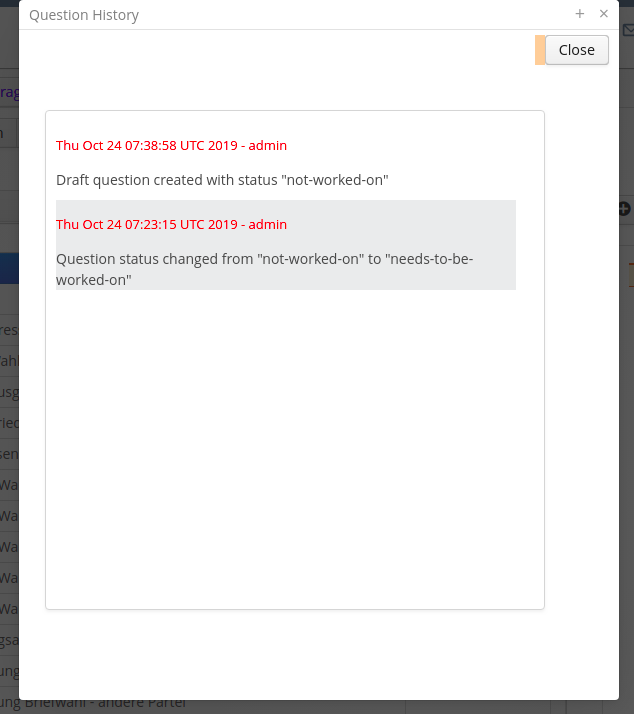 Question History
Close
Thu Oct 24 07:38:58 UTC 2019 - admin
Draft question created with status "not-worked-on"
Thu Oct 24 07:23:15 UTC 2019 - admin
Question status changed from "not-worked-on" to "needs-to-be-
worked-on"
ung Briefwahl - andere Partei